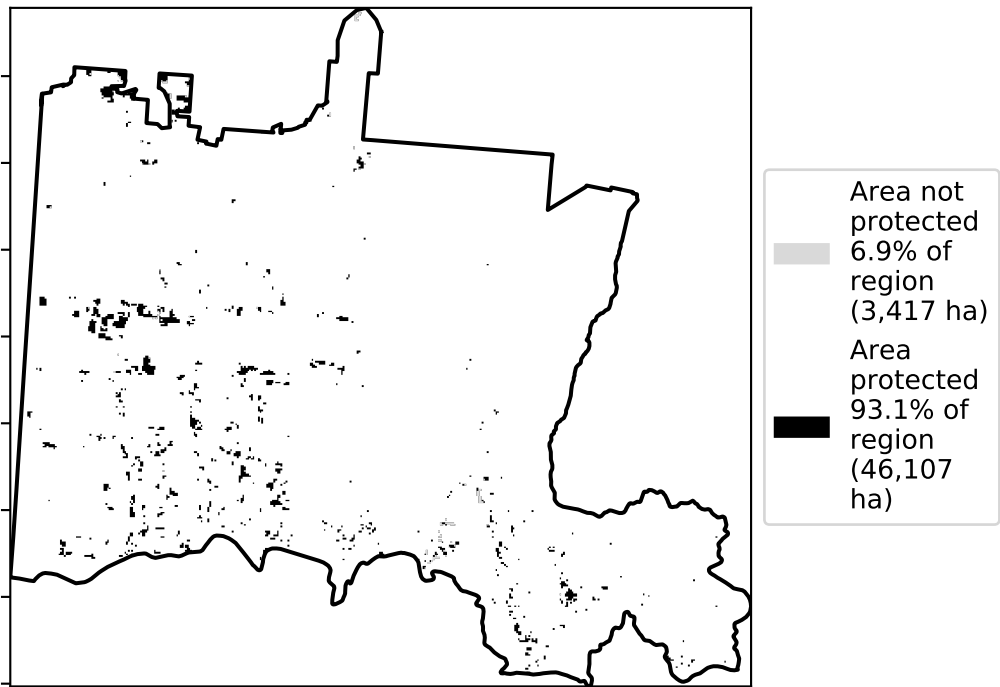 Area not
protected
6.9% of
region
(3,417 ha)
Area
protected
93.1% of
region
(46,107
ha)